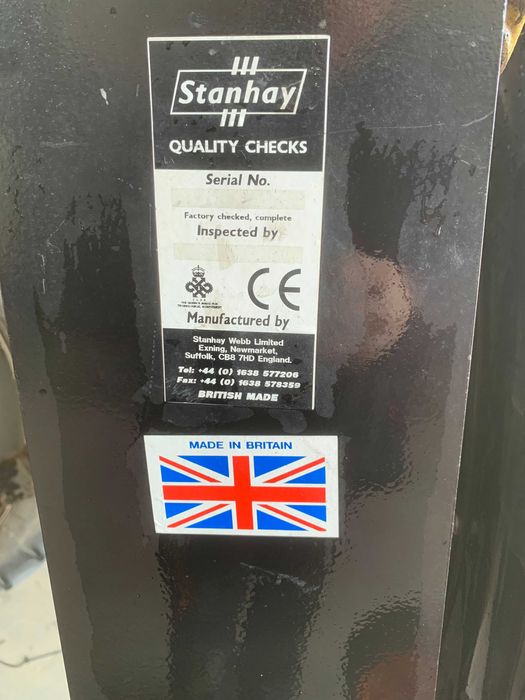 Stanhay
QUALITY CHECKS
Serial No.
Factory checked, complete
Inspected by
CE
Manufactured by
Stanhay Webb Limited
Exning, Newmarket,
Suffolk, CB8 7HD England.
Tel: +44 (0) 1638 577206
Fax: +44 (0) 1638 578359
BRITISH MADE
MADE IN BRITAIN